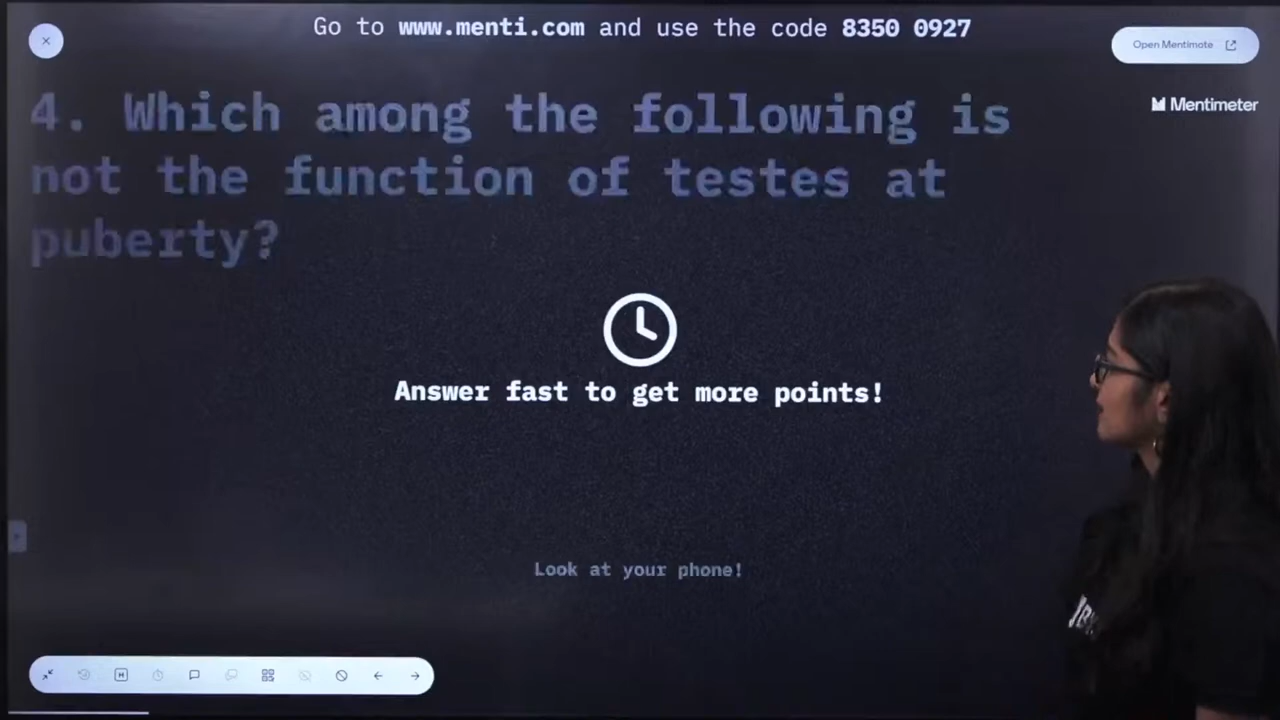 Go to www.menti.com and use the code 8350 0927
Open Mentimote
Mentimeter
4. Which among the following is
not the function of testes at
puberty?
Answer fast to get more points!
Look at your phone!
H